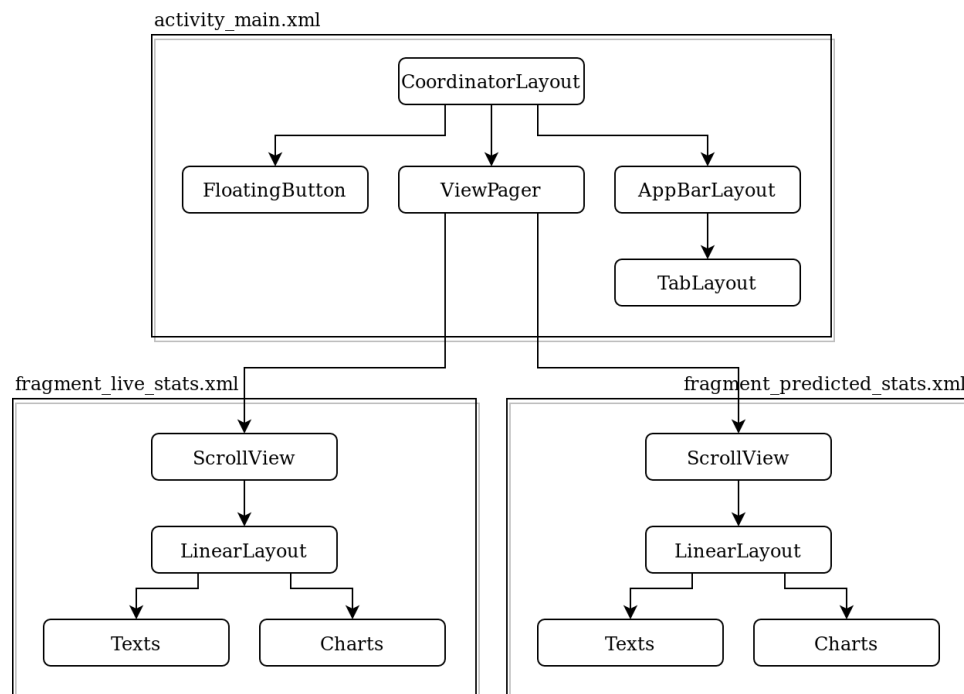 activity_main.xml
CoordinatorLayout
FloatingButton
ViewPager
AppBarLayout
TabLayout
fragment_live_stats.xml
ScrollView
LinearLayout
Texts
Charts
fragment_predicted_stats.xml
ScrollView
LinearLayout
Texts
Charts